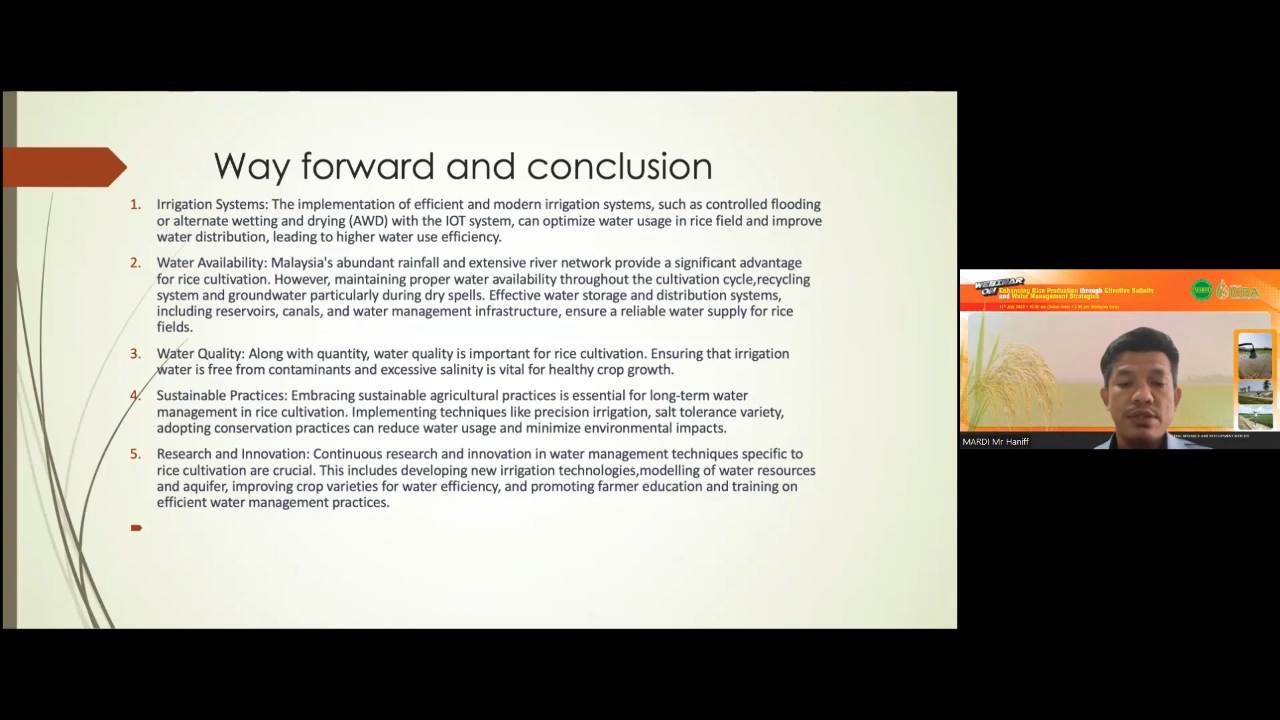 Way forward and conclusion
1. Irrigation Systems: The implementation of efficient and modern irrigation systems, such as controlled flooding
or alternate wetting and drying (AWD) with the IOT system, can optimize water usage in rice field and improve
water distribution, leading to higher water use efficiency.
2. Water Availability: Malaysia's abundant rainfall and extensive river network provide a significant advantage
for rice cultivation. However, maintaining proper water availability throughout the cultivation cycle,recycling
system and groundwater particularly during dry spells. Effective water storage and distribution systems,
including reservoirs, canals, and water management infrastructure, ensure a reliable water supply for rice
fields.
3. Water Quality: Along with quantity, water quality is important for rice cultivation. Ensuring that irrigation
water is free from contaminants and excessive salinity is vital for healthy crop growth.
4. Sustainable Practices: Embracing sustainable agricultural practices is essential for long-term water
management in rice cultivation. Implementing techniques like precision irrigation, salt tolerance variety,
adopting conservation practices can reduce water usage and minimize environmental impacts.
5. Research and Innovation: Continuous research and innovation in water management techniques specific to
rice cultivation are crucial. This includes developing new irrigation technologies,modelling of water resources
and aquifer, improving crop varieties for water efficiency, and promoting farmer education and training on
efficient water management practices.
WEBINAR
ON
Enhancing Rice Production through Effective Salinity
and Water Management Strategies
ICBA
MARDI Mr Haniff